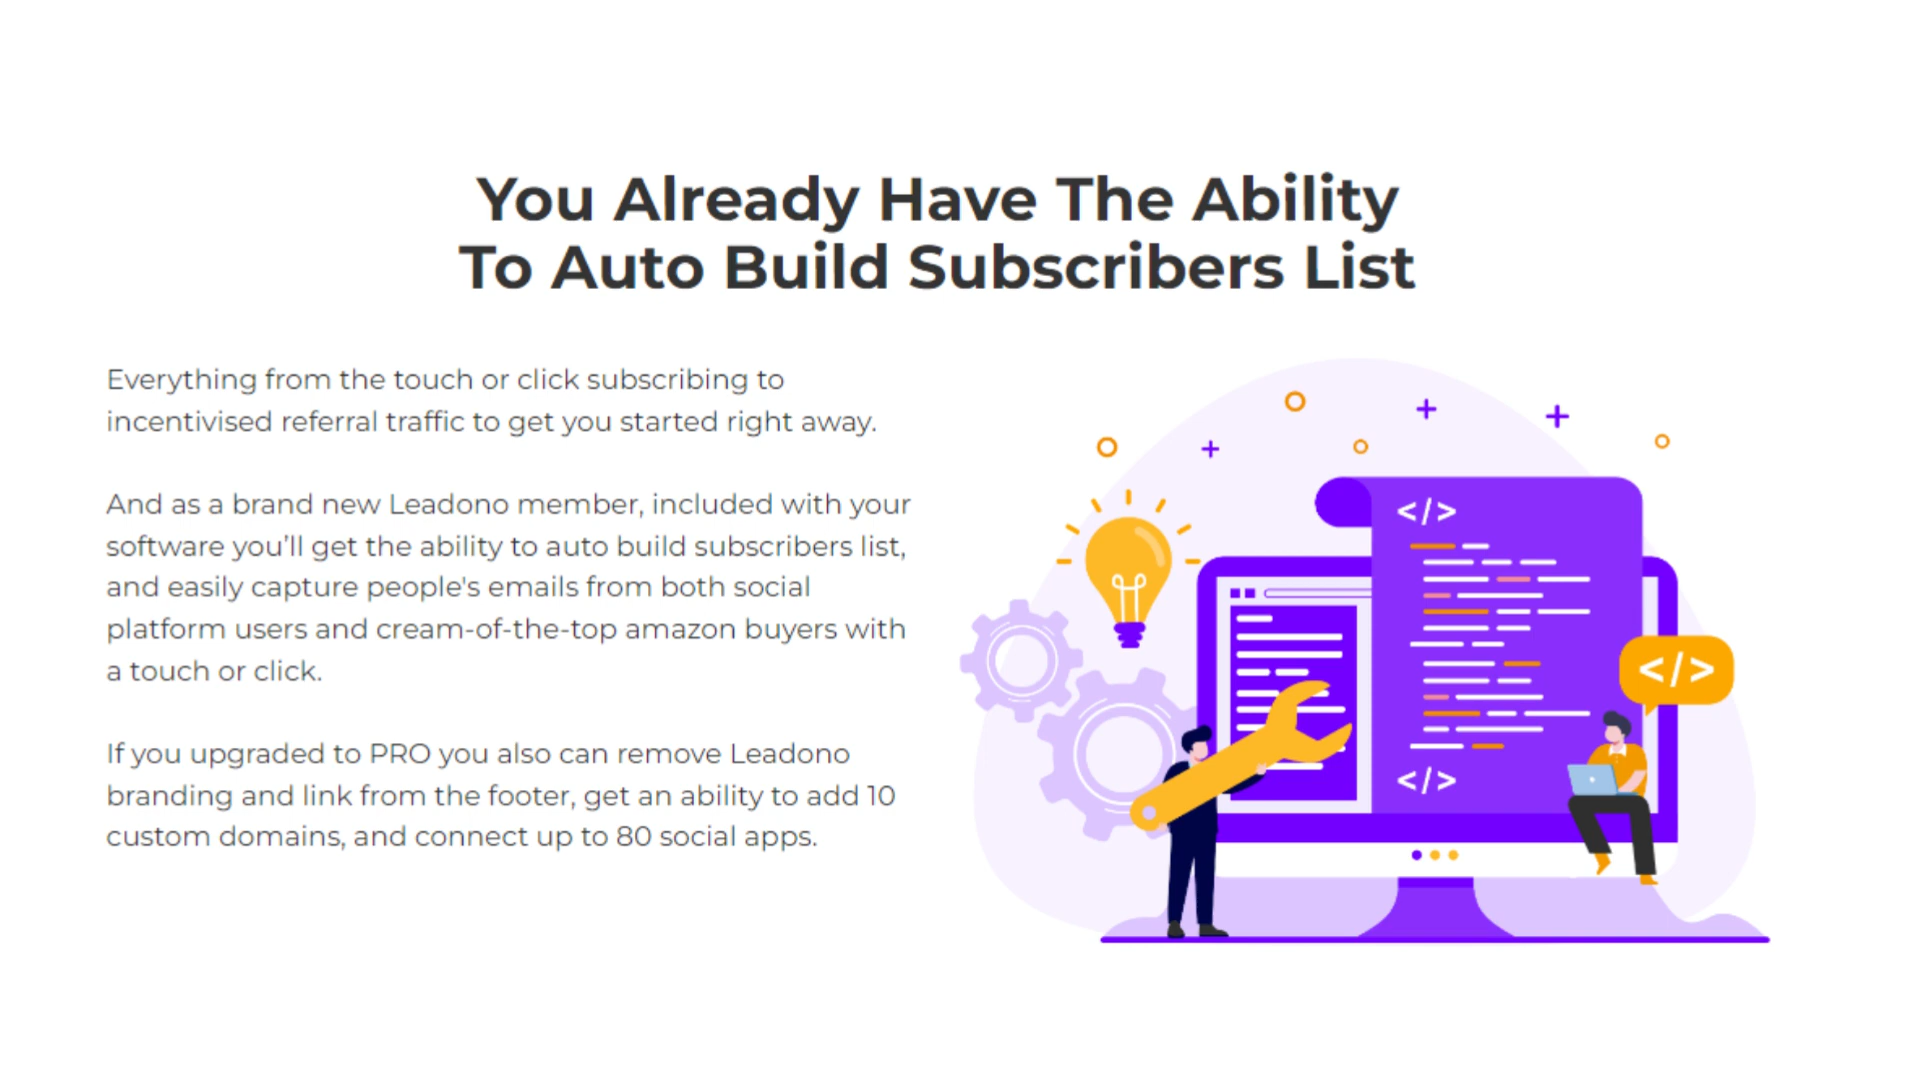 You Already Have The Ability
To Auto Build Subscribers List
Everything from the touch or click subscribing to
incentivised referral traffic to get you started right away.
And as a brand new Leadono member, included with your
software you’ll get the ability to auto build subscribers list,
and easily capture people's emails from both social
platform users and cream-of-the-top amazon buyers with
a touch or click.
If you upgraded to PRO you also can remove Leadono
branding and link from the footer, get an ability to add 10
custom domains, and connect up to 80 social apps.
</>
</>
</>